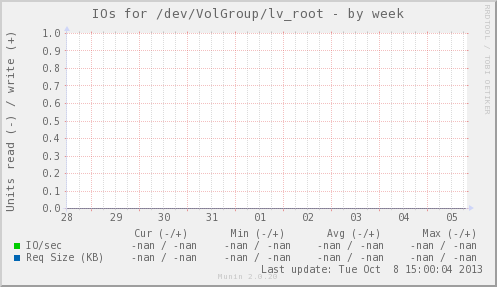 IOs for /dev/VolGroup/lv_root - by week
RRDTOOL / TOBI OETIKER
Units read (-) / write (+)
1.0
0.9
0.8
0.7
0.6
0.5
0.4
0.3
0.2
0.1
0.0
28 29 30 31 01 02 03 04 05
Cur (-/+) Min (-/+) Avg (-/+) Max (-/+)
IO/sec -nan / -nan -nan / -nan -nan / -nan -nan / -nan
Req Size (KB) -nan / -nan -nan / -nan -nan / -nan -nan / -nan
Last update: Tue Oct 8 15:00:04 2013
Munin 2.0.20